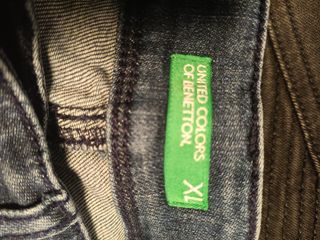 UNITED COLORS
OF BENETTON.
XL